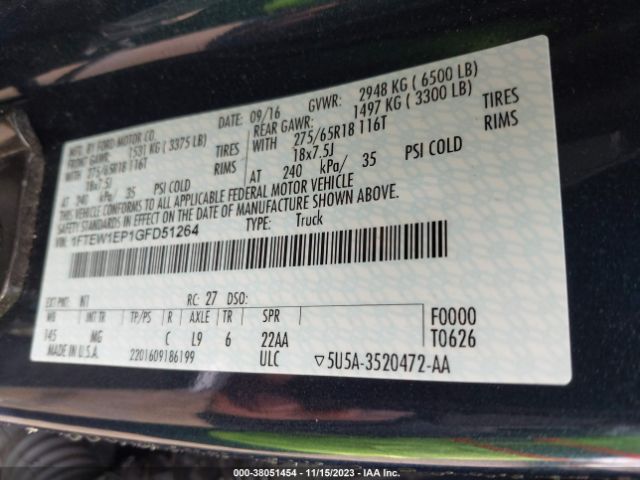 MFG. BY FORD MOTOR CO. DATE: 09/16 GVWR: 2948 KG ( 6500 LB)
FRONT GAWR: 1531 KG ( 3375 LB) REAR GAWR: 1497 KG ( 3300 LB)
WITH 275/65R18 116T TIRES WITH 275/65R18 116T TIRES
18x7.5J RIMS 18x7.5J RIMS
AT 240 kPa/ 35 PSI COLD AT 240 kPa/ 35 PSI COLD
THIS VEHICLE CONFORMS TO ALL APPLICABLE FEDERAL MOTOR VEHICLE
SAFETY STANDARDS IN EFFECT ON THE DATE OF MANUFACTURE SHOWN ABOVE.
VIN: 1FTEW1EP1GFD51264 TYPE: Truck
EXT PNT: N1 RC: 27 DSO:
WB INT TR TP/PS R AXLE TR SPR F0000
145 MG C L9 6 22AA T0626
MADE IN U.S.A. 2201609186199 ULC ▽5U5A-3520472-AA
000-38051454 - 11/15/2023 - IAA Inc.